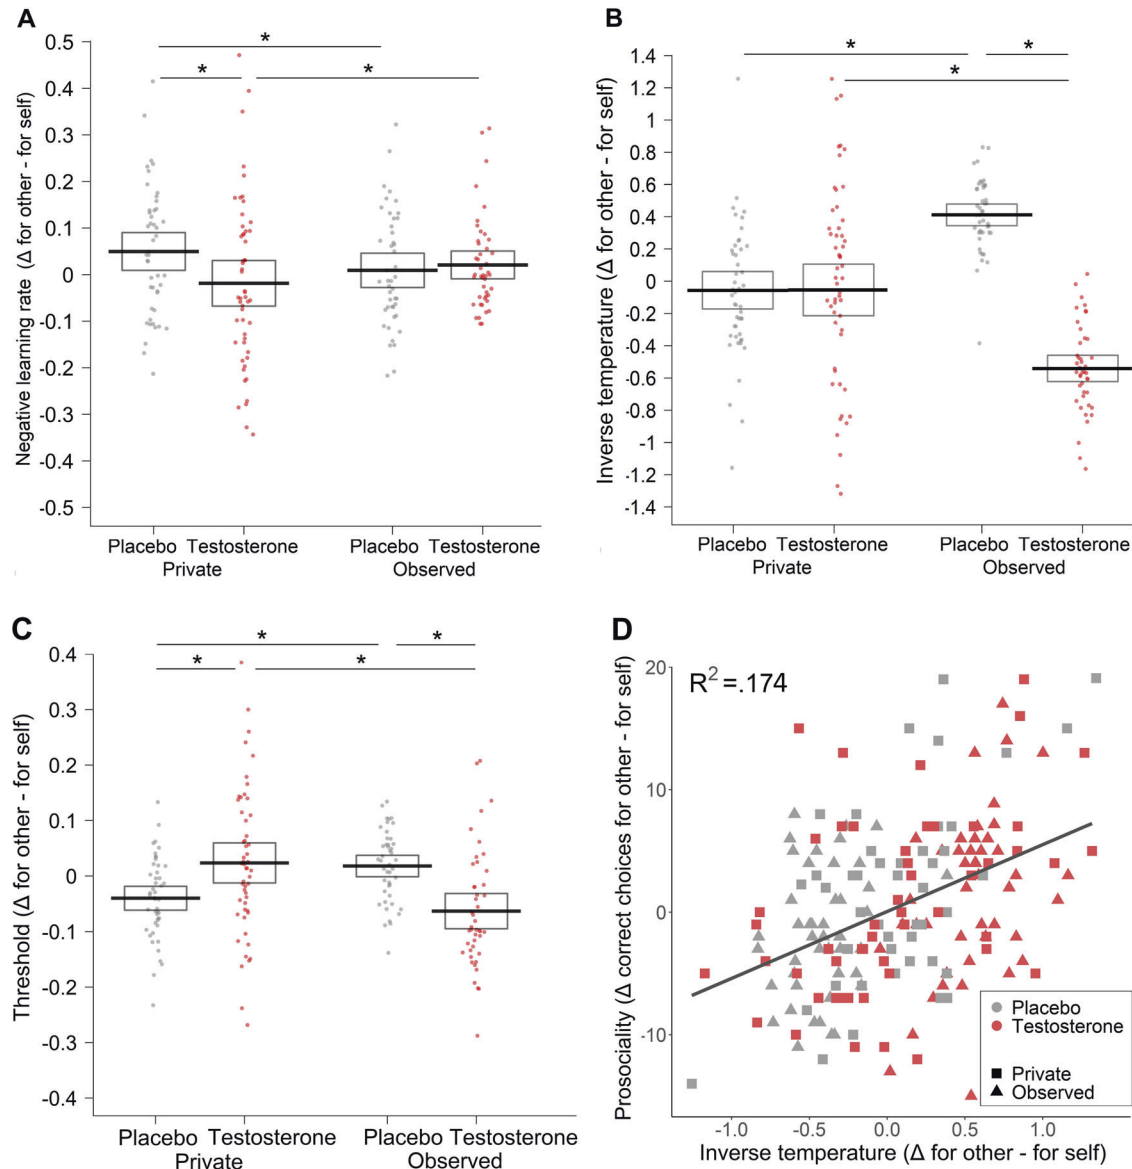 A
Negative learning rate (Δ for other - for self)
0.5
0.4
0.3
0.2
0.1
0
-0.1
-0.2
0.3
-0.4
-0.5
*
*
*
Placebo Testosterone Placebo Testosterone
Private Observed
B
Inverse temperature (Δ for other - for self)
1.4
1.2
1
0.8
0.6
0.4
0.2
0
-0.2
-0.4
-0.6
-0.8
-1
-1.2
-1.4
* *
*
Placebo Testosterone Placebo Testosterone
Private Observed
C
Threshold (Δ for other - for self)
0.4
0.3
0.2
0.1
0
-0.1
-0.2
-0.3
-0.4
* *
* *
Placebo Testosterone Placebo Testosterone
Private Observed
D
Prosociality (Δ correct choices for other - for self)
20
10
0
-10
R² =.174
Placebo
Testosterone
Private
Observed
-1.0 -0.5 0.0 0.5 1.0
Inverse temperature (Δ for other - for self)